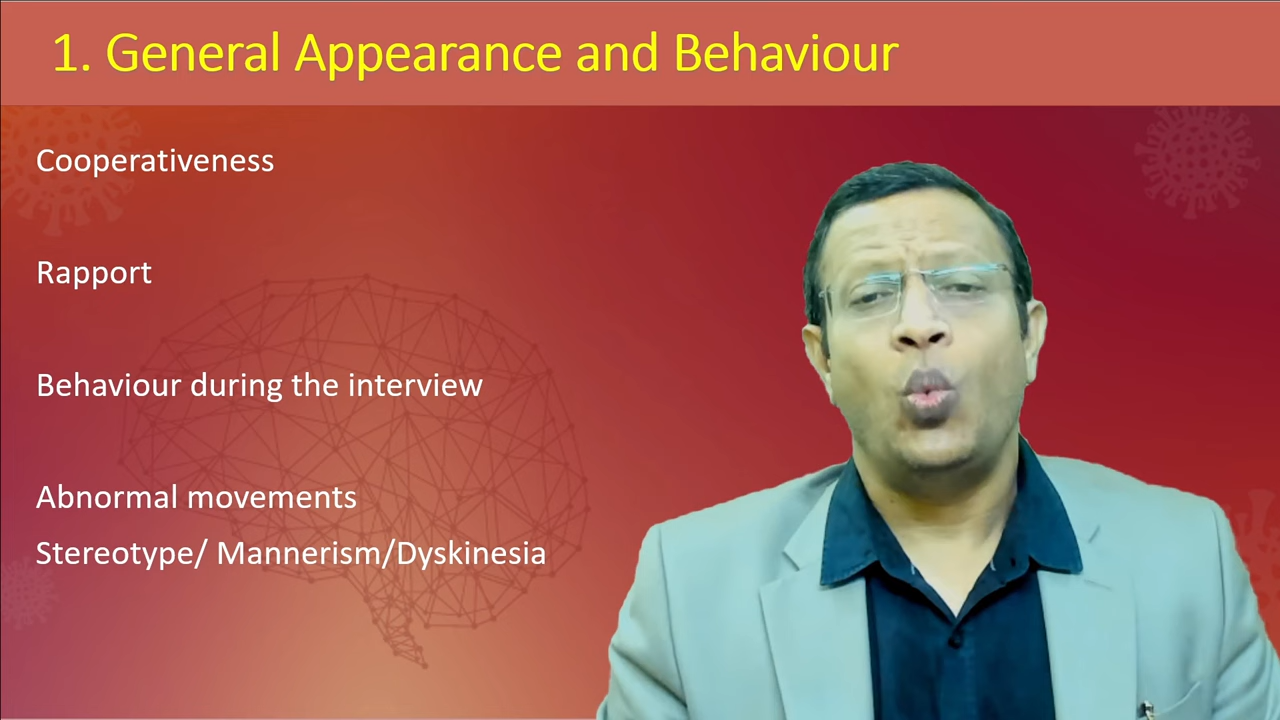 1. General Appearance and Behaviour
Cooperativeness
Rapport
Behaviour during the interview
Abnormal movements
Stereotype/ Mannerism/Dyskinesia